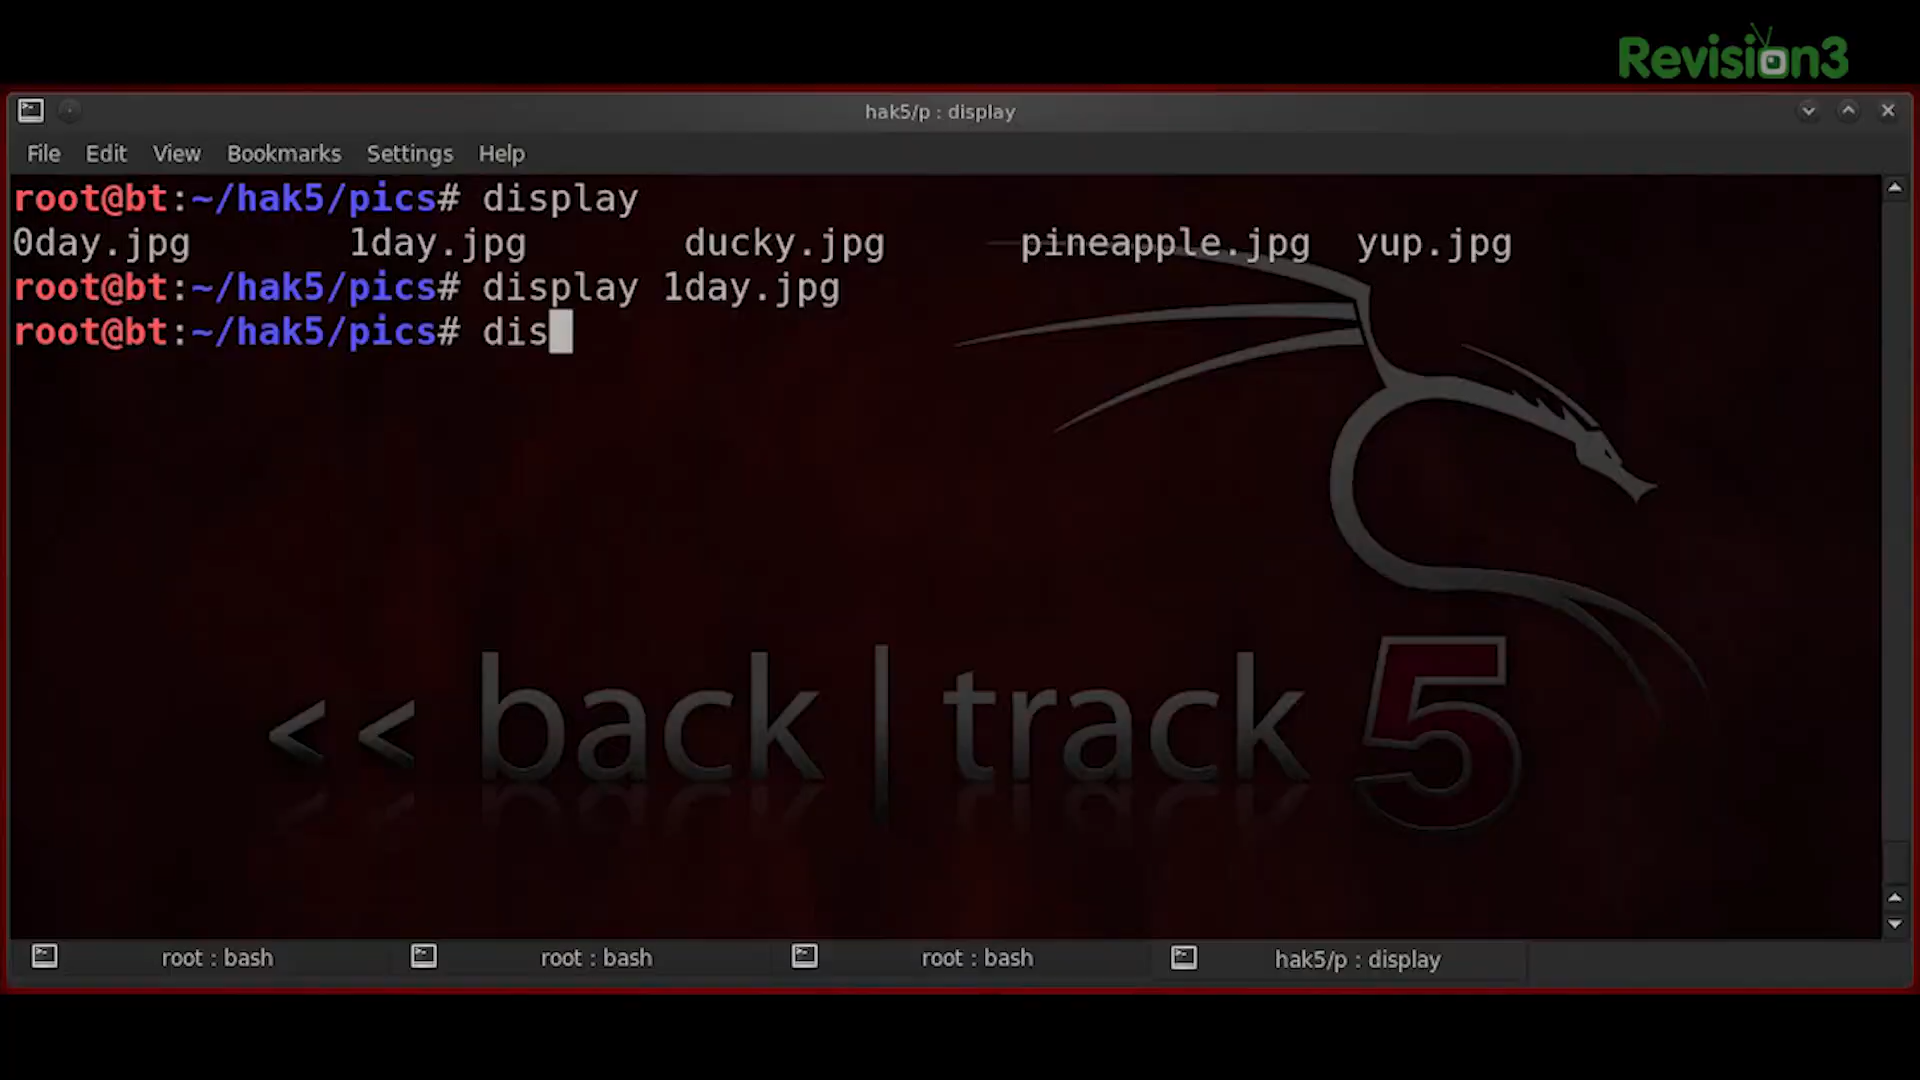 Revision3
hak5/p : display
File Edit View Bookmarks Settings Help
root@bt:~/hak5/pics# display
0day.jpg 1day.jpg ducky.jpg pineapple.jpg yup.jpg
root@bt:~/hak5/pics# display 1day.jpg
root@bt:~/hak5/pics# dis
<< back | track 5
root : bash root : bash root : bash hak5/p : display